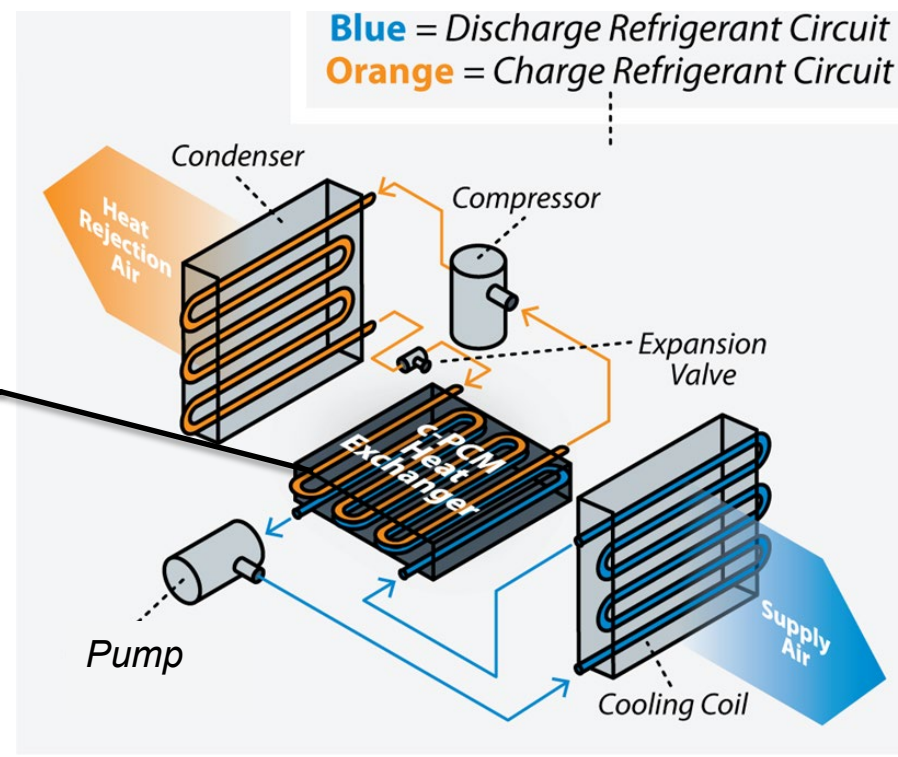 Blue = Discharge Refrigerant Circuit
Orange = Charge Refrigerant Circuit
Condenser
Compressor
Heat
Rejection
Air
Expansion
Valve
c-PCM
Heat
Exchanger
Supply
Air
Pump
Cooling Coil